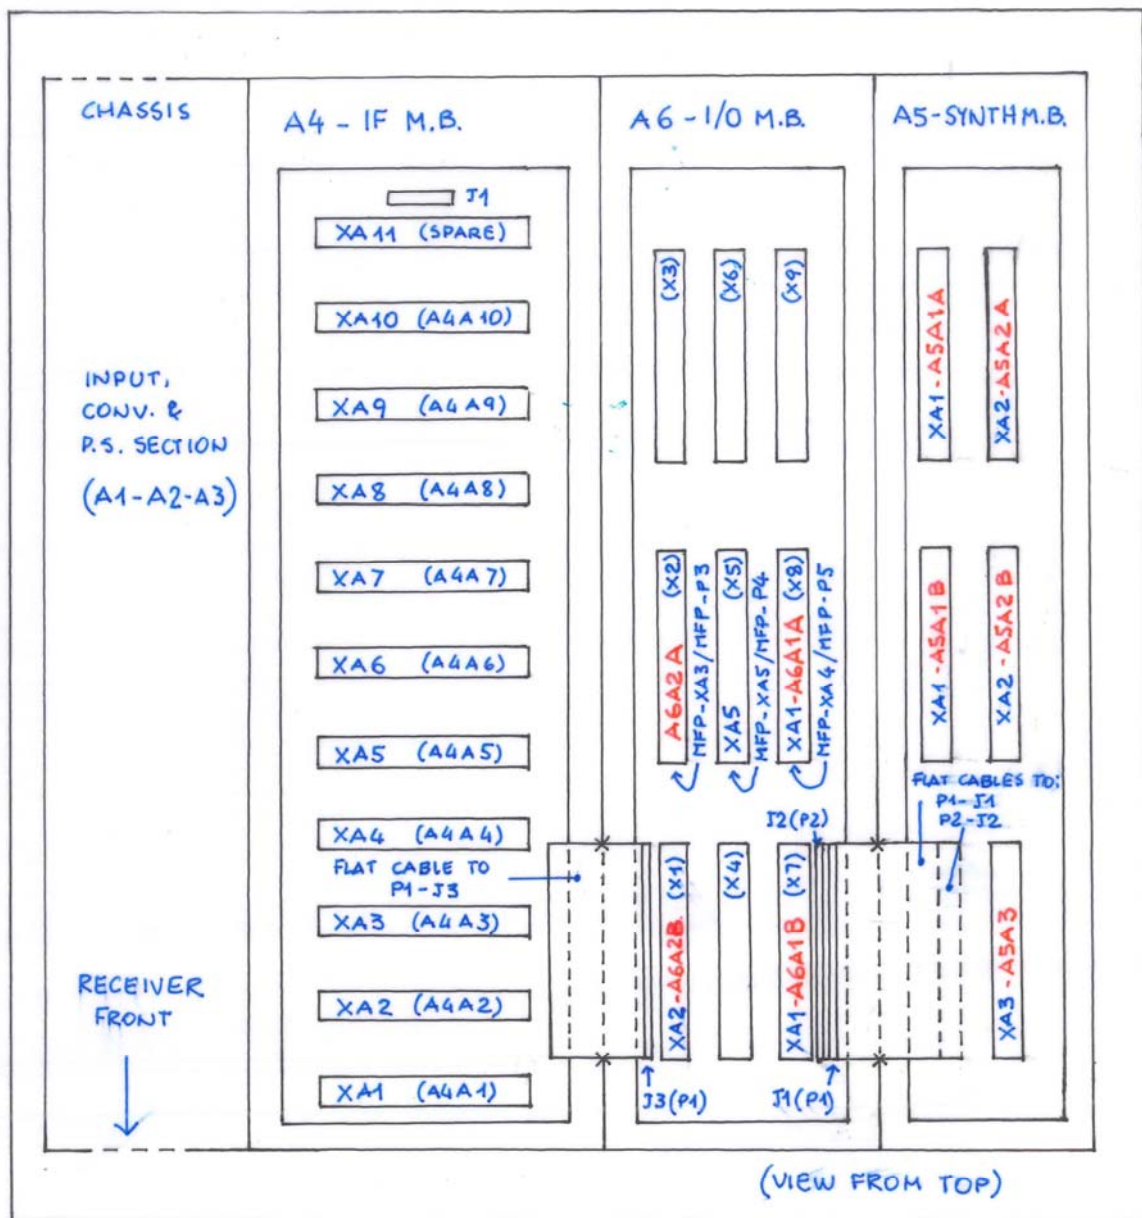 CHASSIS
INPUT,
CONV. &
P.S. SECTION
(A1-A2-A3)
RECEIVER
FRONT
A4 - IF M.B.
J1
XA11 (SPARE)
XA10 (A4A10)
XA9 (A4A9)
XA8 (A4A8)
XA7 (A4A7)
XA6 (A4A6)
XA5 (A4A5)
XA4 (A4A4)
FLAT CABLE TO
P1-J3
XA3 (A4A3)
XA2 (A4A2)
XA1 (A4A1)
A6 - I/O M.B.
(X3)
(X6)
(X9)
A6A2A (X2)
MFP-XA3/MFP-P3
XA5 (X5)
MFP-XA5/MFP-P4
XA1-A6A1A (X8)
MFP-XA4/MFP-P5
J2(P2)
XA2-A6A2B (X1)
(X4)
XA1-A6A1B (X7)
J3(P1)
J1(P1)
A5-SYNTH M.B.
XA1-A5A1A
XA2-A5A2A
XA1-A5A1B
XA2-A5A2B
FLAT CABLES TO:
P1-J1
P2-J2
XA3-A5A3
(VIEW FROM TOP)